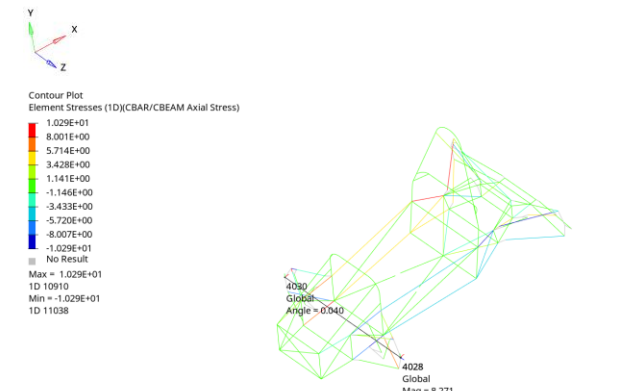 Y
X
Z
Contour Plot
Element Stresses (1D)(CBAR/CBEAM Axial Stress)
1.029E+01
8.001E+00
5.714E+00
3.428E+00
1.141E+00
-1.146E+00
-3.433E+00
-5.720E+00
-8.007E+00
-1.029E+01
No Result
Max = 1.029E+01
1D 10910
Min = -1.029E+01
1D 11038
4030
Global
Angle = 0.040
4028
Global
Mag = 8.271